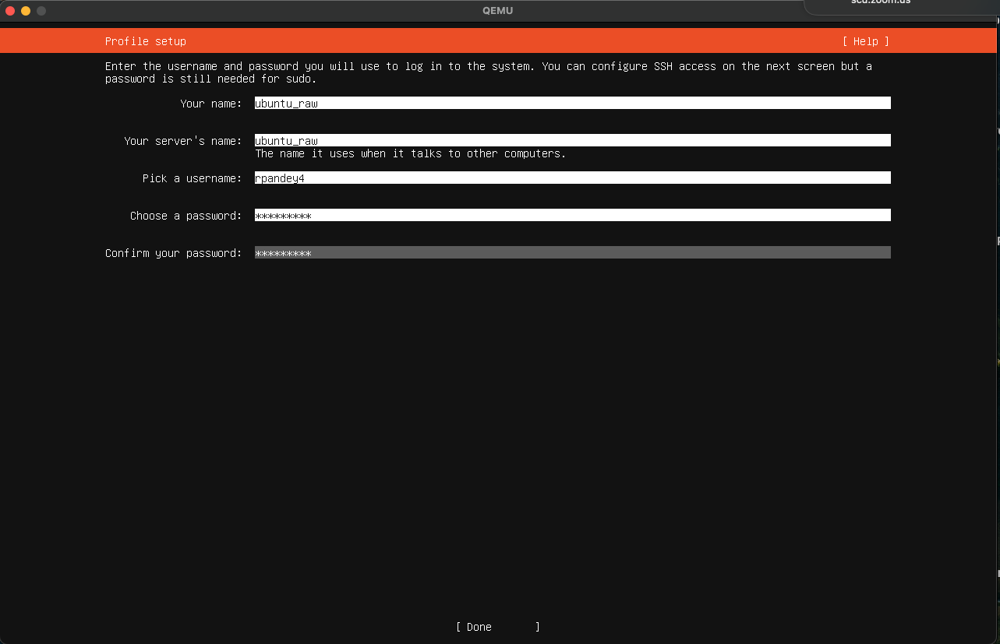 QEMU
scu.zoom.us
Profile setup [ Help ]
Enter the username and password you will use to log in to the system. You can configure SSH access on the next screen but a
password is still needed for sudo.
Your name: ubuntu_raw
Your server's name: ubuntu_raw
The name it uses when it talks to other computers.
Pick a username: rpandey4
Choose a password: *********
Confirm your password: *********
[ Done ]